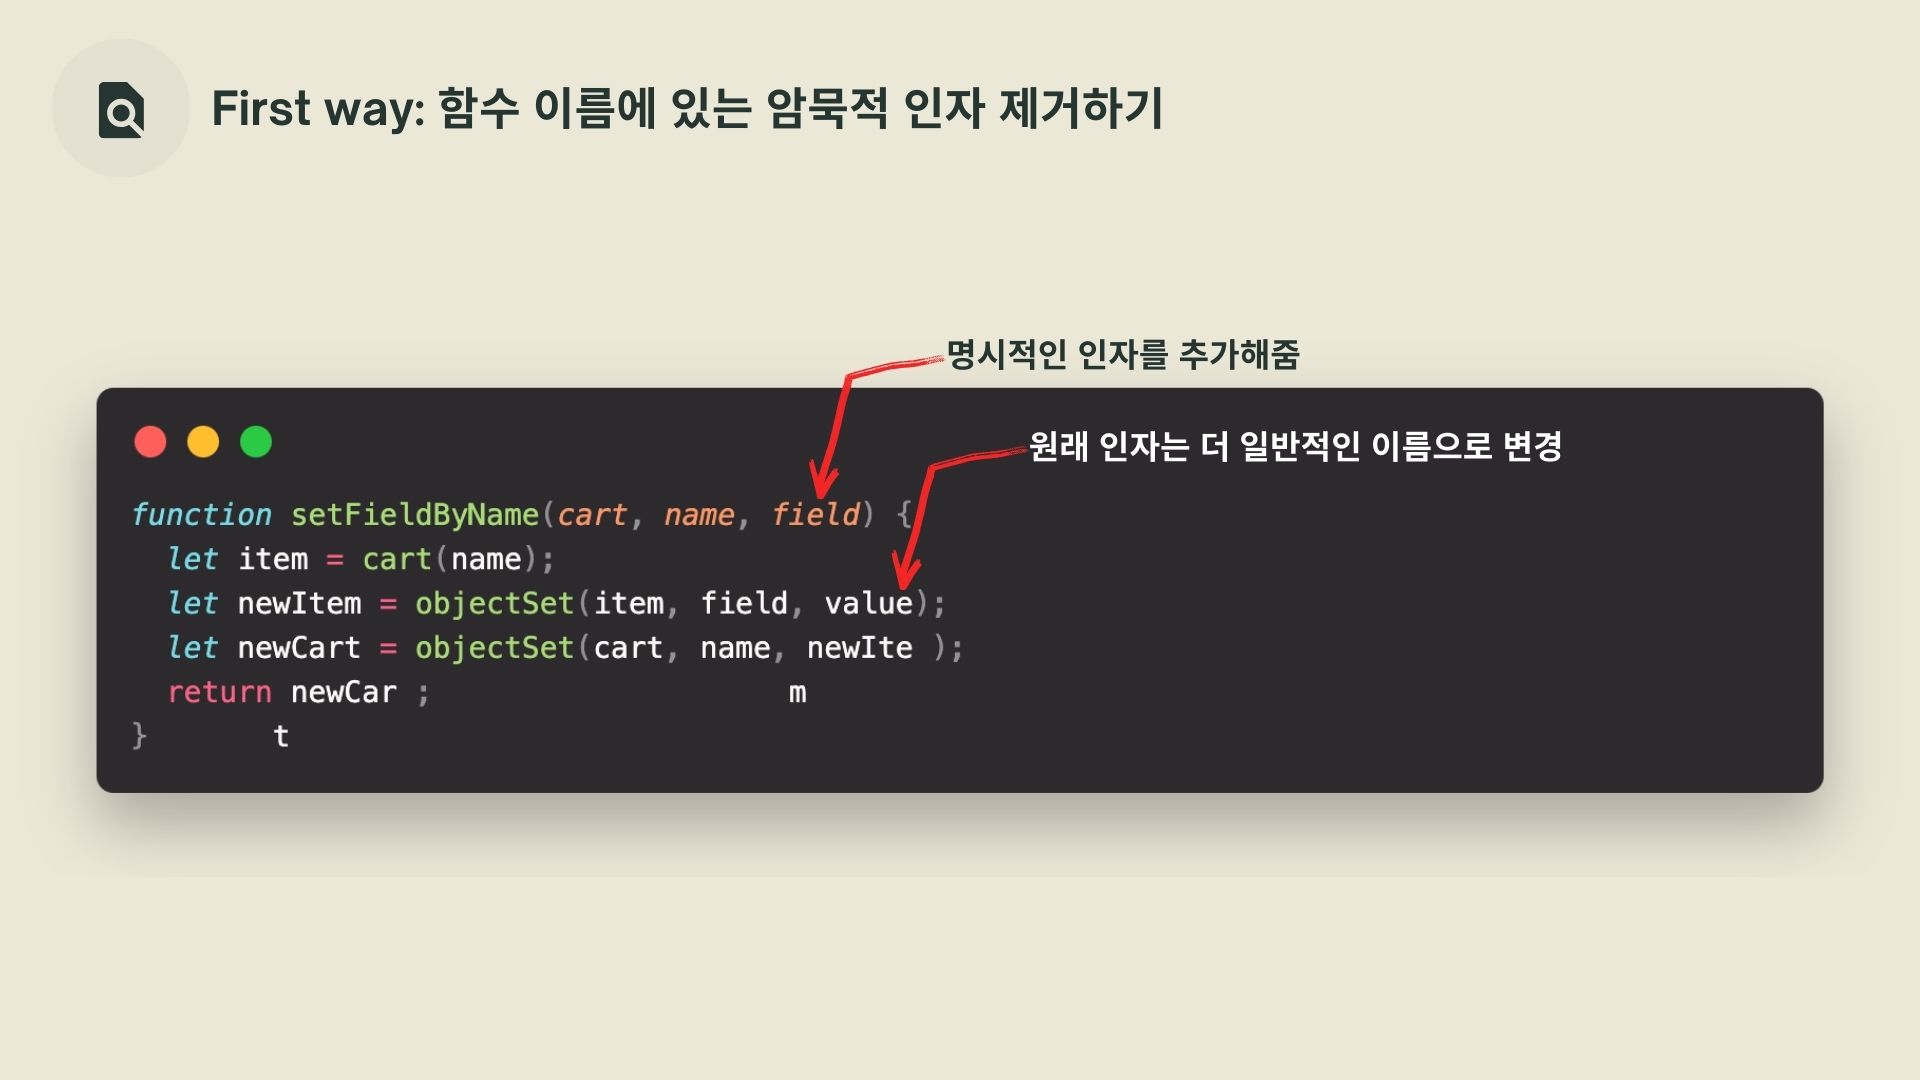 First way: 함수 이름에 있는 암묵적 인자 제거하기
명시적인 인자를 추가해줌
원래 인자는 더 일반적인 이름으로 변경
function setFieldByName(cart, name, field) {
  let item = cart(name);
  let newItem = objectSet(item, field, value);
  let newCart = objectSet(cart, name, newIte );
  return newCar ; m
} t